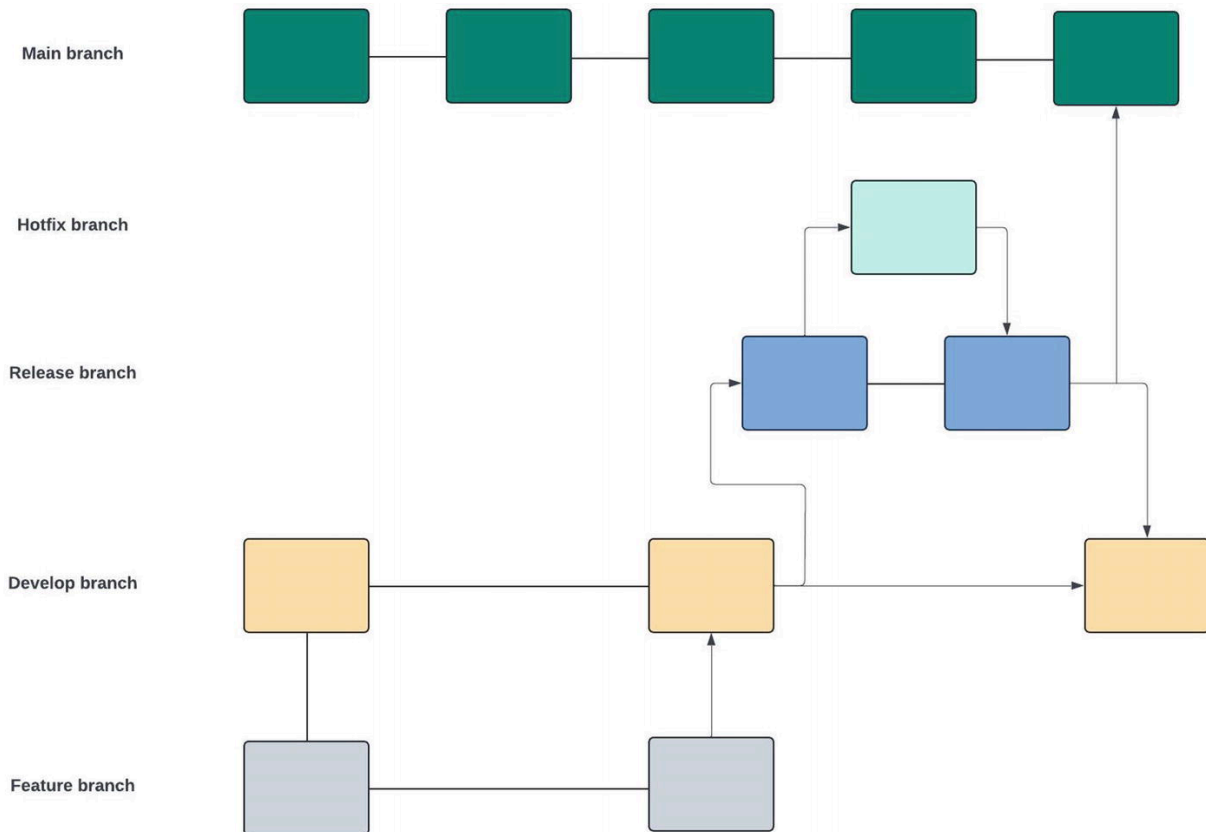 Main branch
Hotfix branch
Release branch
Develop branch
Feature branch